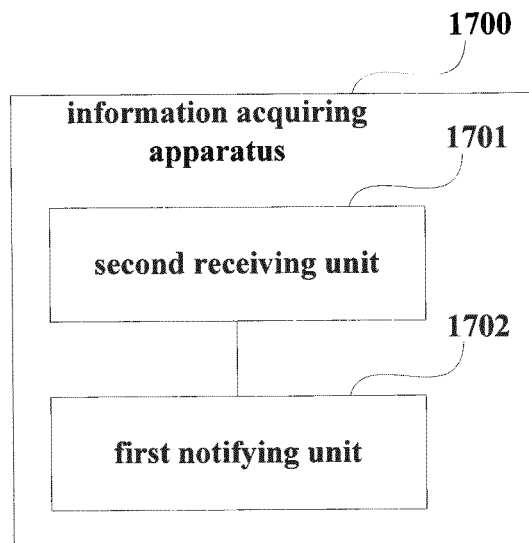 1700
information acquiring
apparatus
1701
second receiving unit
1702
first notifying unit